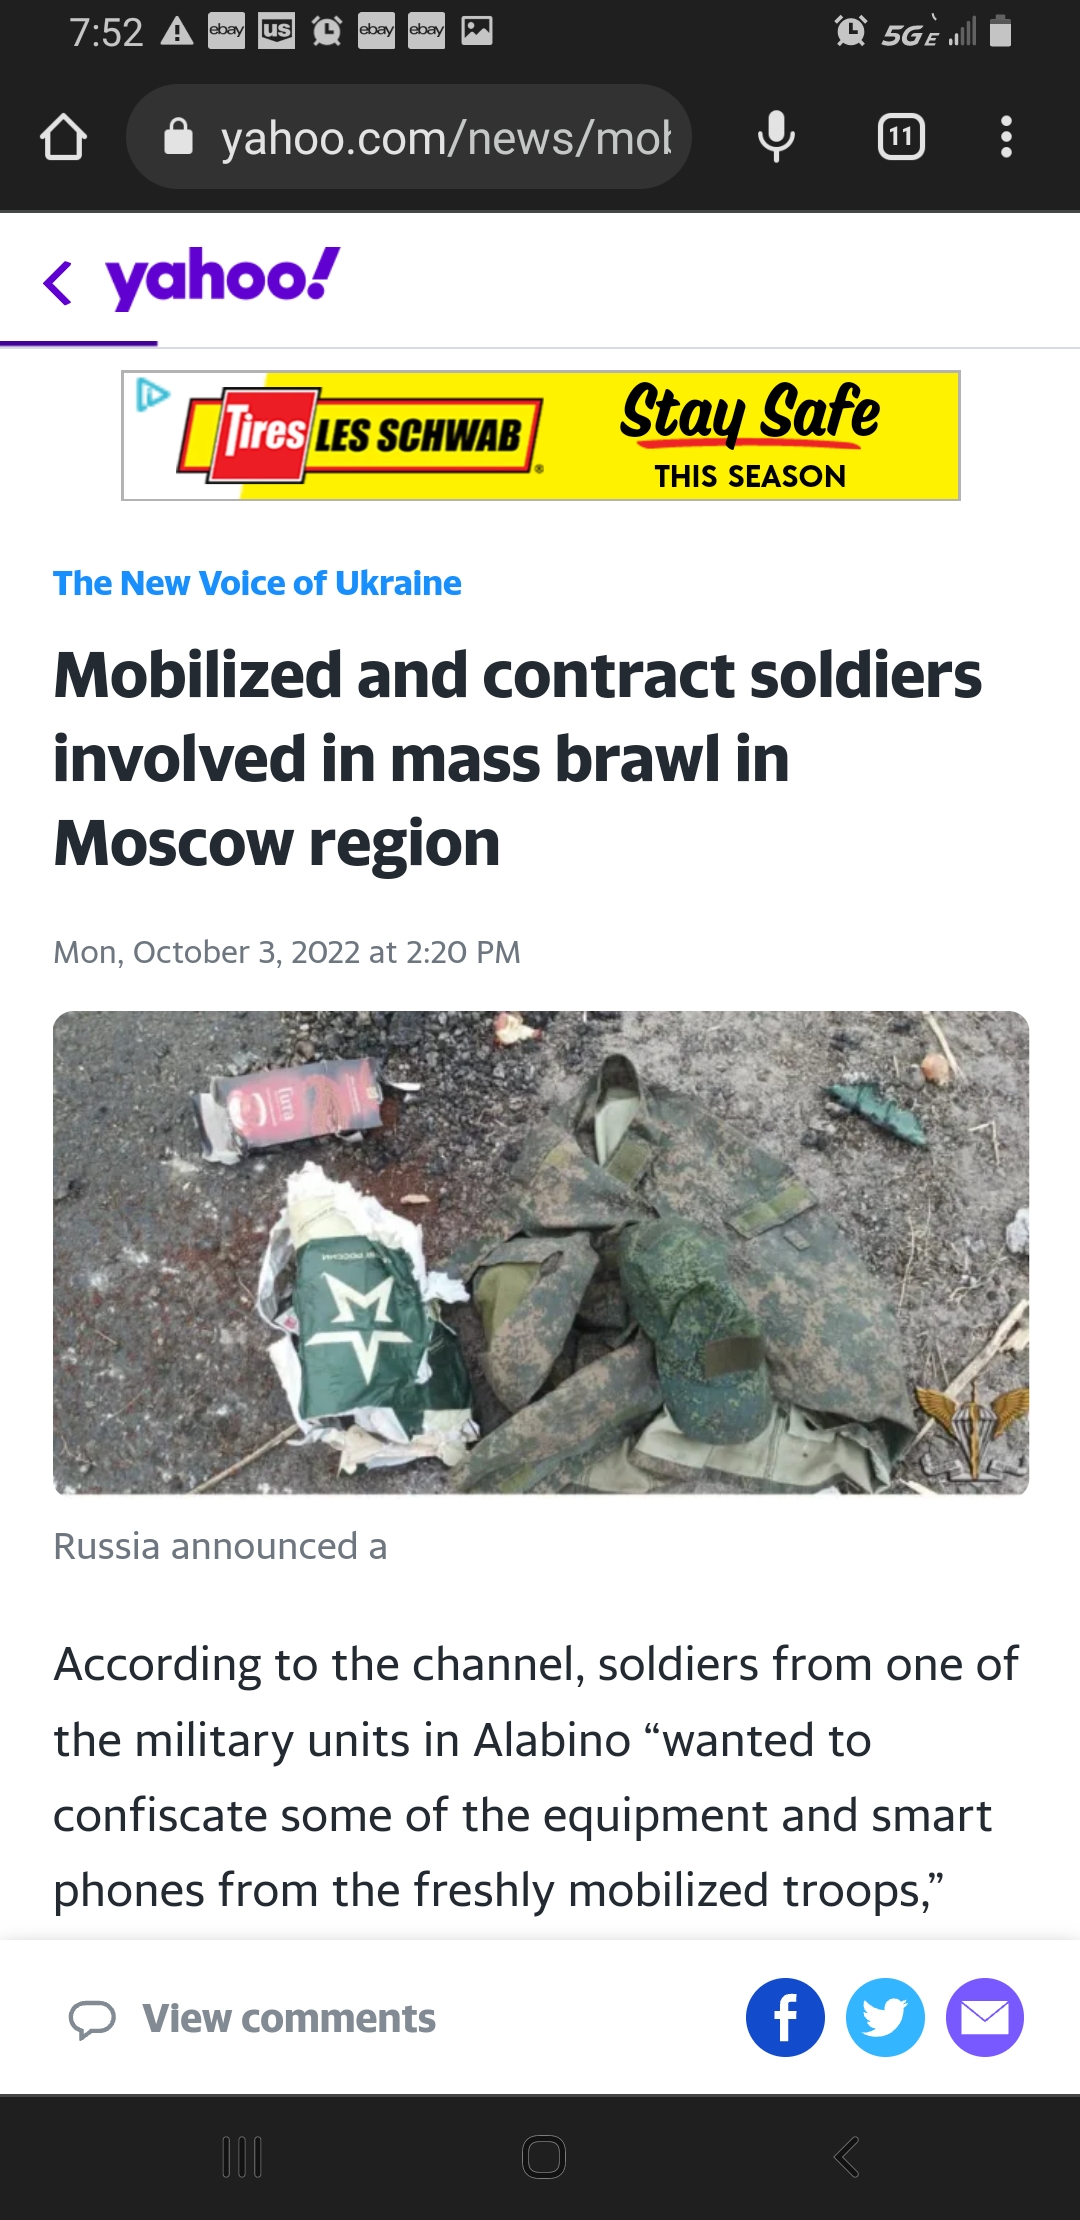 7:52 ebay us ebay ebay 5GE
yahoo.com/news/mob
11
yahoo!
Tires LES SCHWAB®
Stay Safe
THIS SEASON
The New Voice of Ukraine
Mobilized and contract soldiers
involved in mass brawl in
Moscow region
Mon, October 3, 2022 at 2:20 PM
Russia announced a
According to the channel, soldiers from one of
the military units in Alabino “wanted to
confiscate some of the equipment and smart
phones from the freshly mobilized troops,”
View comments